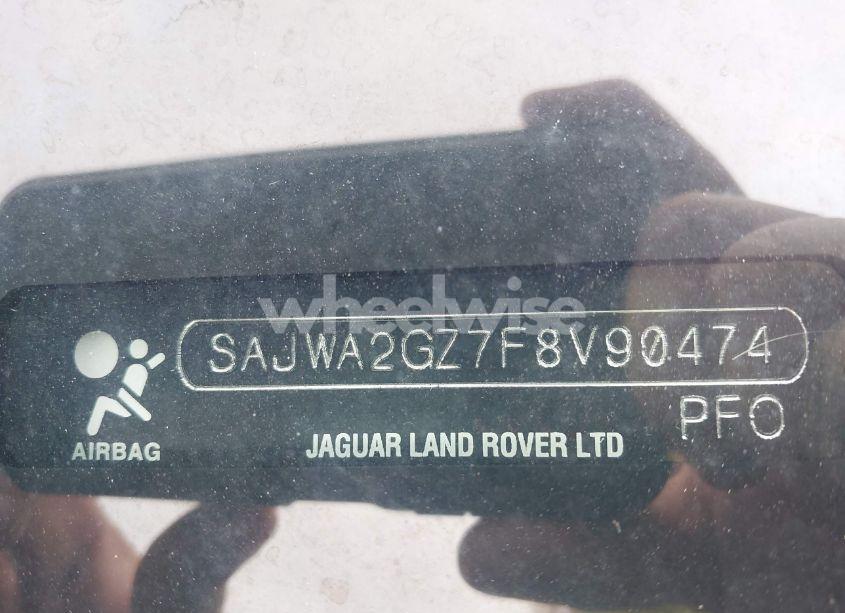 wheelwise
SAJWA2GZ7F8V90474
PFO
AIRBAG
JAGUAR LAND ROVER LTD